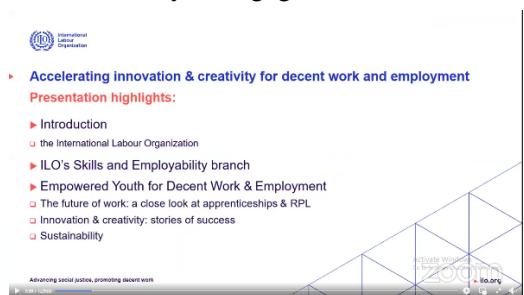 International
Labour
Organization
Accelerating innovation & creativity for decent work and employment
Presentation highlights:
Introduction
the International Labour Organization
ILO's Skills and Employability branch
Empowered Youth for Decent Work & Employment
The future of work: a close look at apprenticeships & RPL
Innovation & creativity: stories of success
Sustainability
Activate Windows
zoom
Advancing social justice, promoting decent work
ilo.org